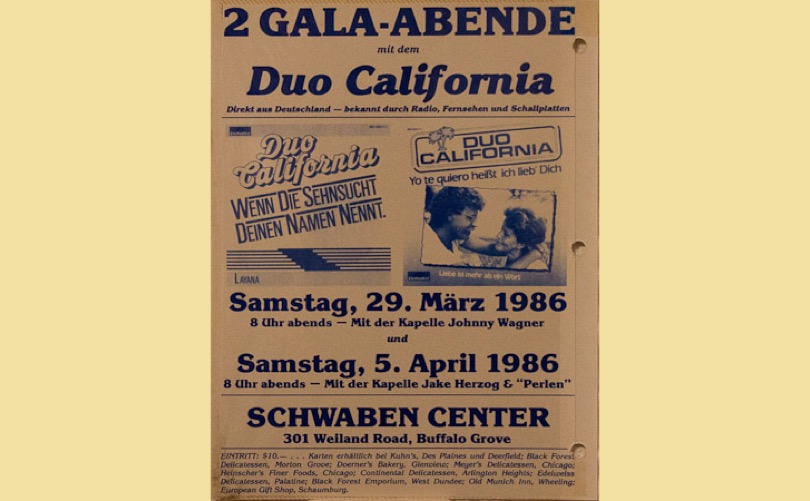 2 GALA-ABENDE
mit dem
Duo California
Direkt aus Deutschland — bekannt durch Radio, Fernsehen und Schallplatten
Duo
California
WENN DIE SEHNSUCHT
DEINEN NAMEN NENNT.
LAYANA
DUO
CALIFORNIA
Yo te quiero heißt ich lieb' Dich
Liebe ist mehr als ein Wort
Samstag, 29. März 1986
8 Uhr abends — Mit der Kapelle Johnny Wagner
und
Samstag, 5. April 1986
8 Uhr abends — Mit der Kapelle Jake Herzog & "Perlen"
SCHWABEN CENTER
301 Weiland Road, Buffalo Grove
EINTRITT: $10.— . . . Karten erhältlich bei Kuhn's, Des Plaines und Deerfield; Black Forest
Delicatessen, Morton Grove; Doerner's Bakery, Glenview; Meyer's Delicatessen, Chicago;
Heinscher's Finer Foods, Chicago; Continental Delicatessen, Arlington Heights; Edelweiss
Delicatessen, Palatine; Black Forest Emporium, West Dundee; Old Munich Inn, Wheeling;
European Gift Shop, Schaumburg.